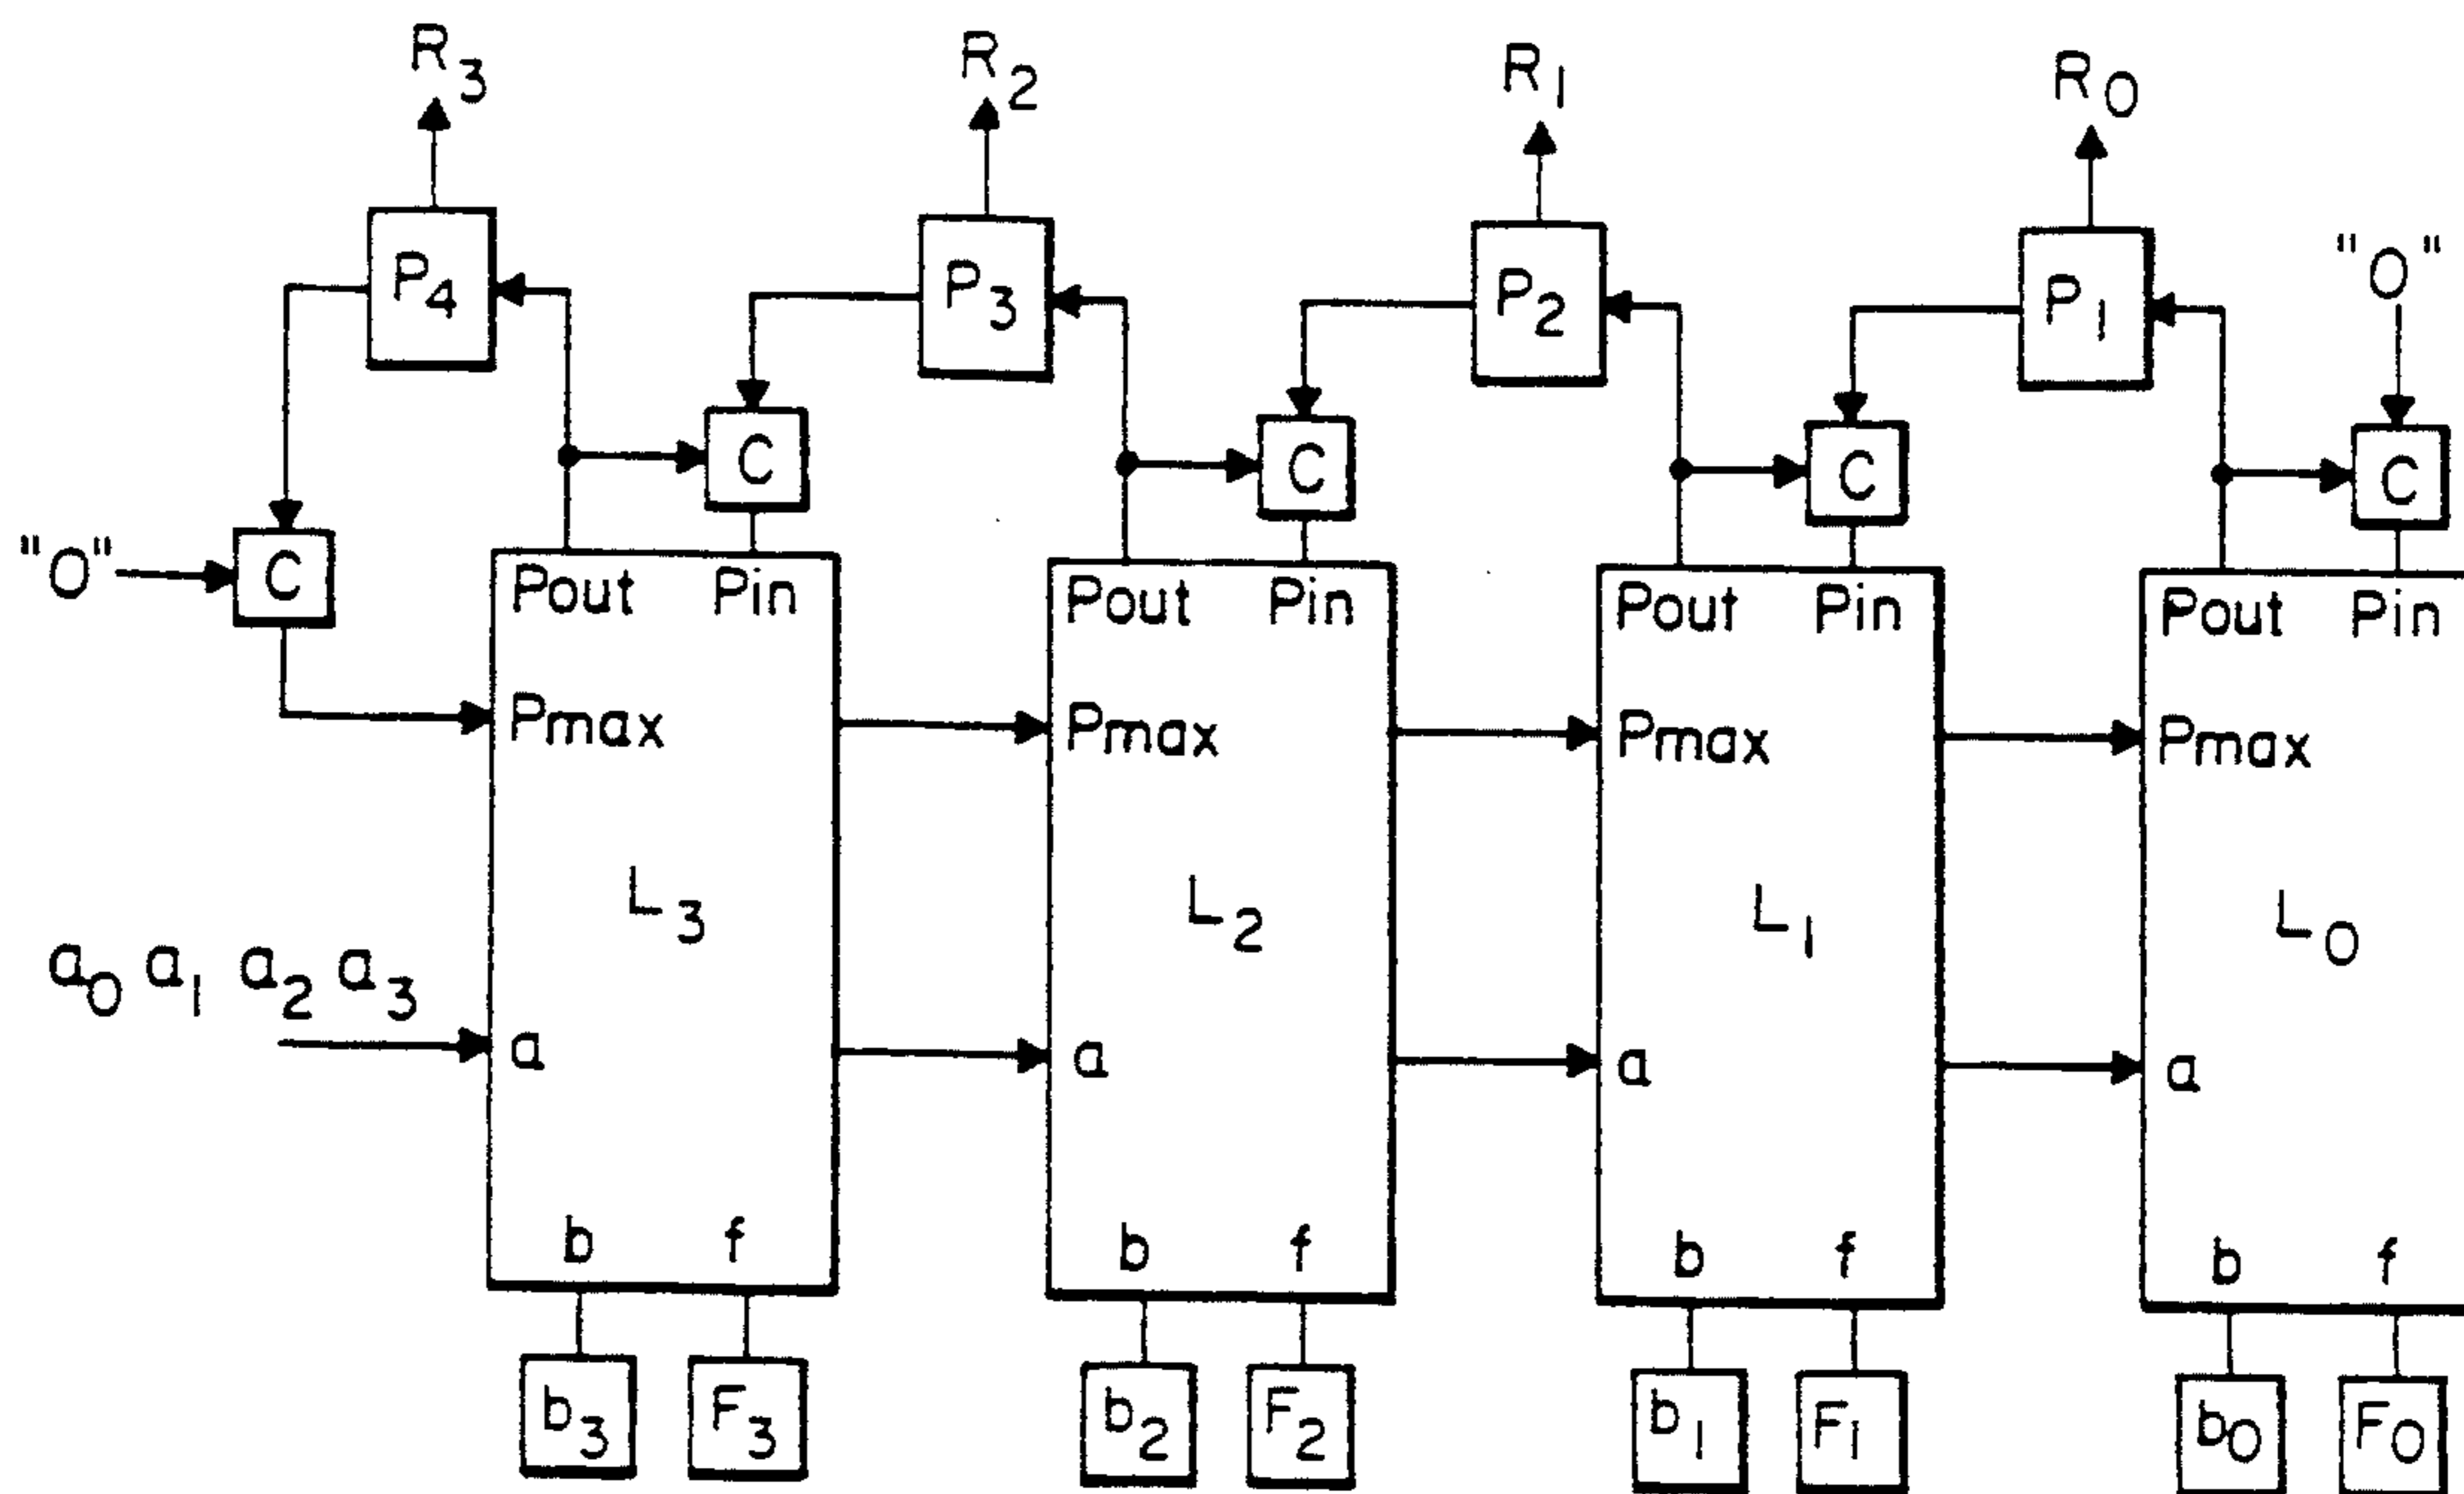 R3 R2 R1 R0
P4 P3 P2 P1 "0"
C C C C
"0" C
Pout Pin Pout Pin Pout Pin Pout Pin
Pmax Pmax Pmax Pmax
L3 L2 L1 L0
a0 a1 a2 a3
a a a a
b f b f b f b f
b3 F3 b2 F2 b1 F1 b0 F0